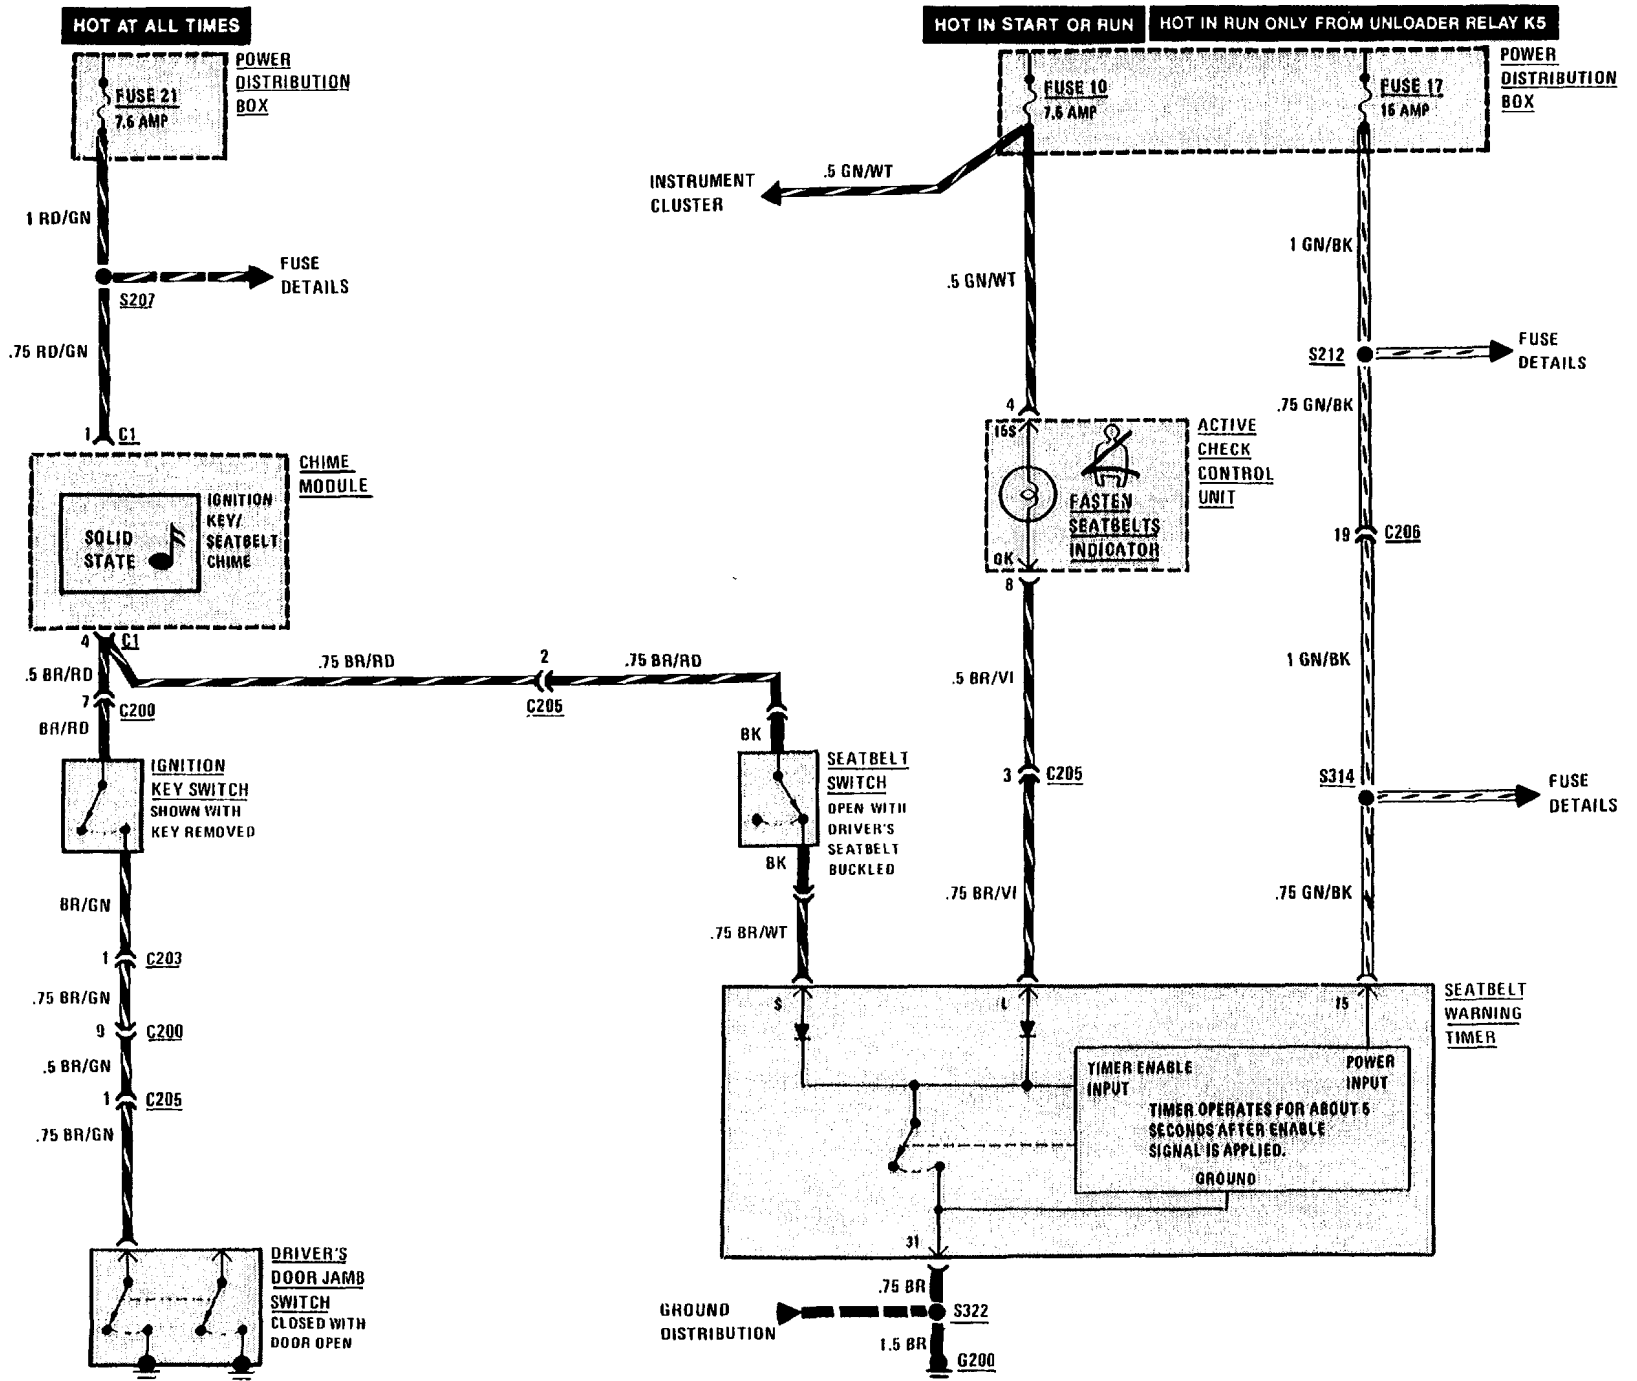 HOT AT ALL TIMES
HOT IN START OR RUN
HOT IN RUN ONLY FROM UNLOADER RELAY K5
POWER
DISTRIBUTION
BOX
FUSE 21
7.6 AMP
FUSE 10
7.6 AMP
FUSE 17
16 AMP
POWER
DISTRIBUTION
BOX
INSTRUMENT
CLUSTER
.5 GN/WT
1 RD/GN
FUSE
DETAILS
S207
.75 RD/GN
.5 GN/WT
1 GN/BK
S212
FUSE
DETAILS
.75 GN/BK
1
C1
CHIME
MODULE
SOLID
STATE
IGNITION
KEY/
SEATBELT
CHIME
4
15S
ACTIVE
CHECK
CONTROL
UNIT
FASTEN
SEATBELTS
INDICATOR
GK
8
19
C206
4
C1
.5 BR/RD
7
C200
BR/RD
.75 BR/RD
2
C205
.75 BR/RD
.5 BR/VI
1 GN/BK
IGNITION
KEY SWITCH
SHOWN WITH
KEY REMOVED
BK
SEATBELT
SWITCH
OPEN WITH
DRIVER'S
SEATBELT
BUCKLED
BK
3
C205
S314
FUSE
DETAILS
BR/GN
.75 BR/WT
.75 BR/VI
.75 GN/BK
1
C203
.75 BR/GN
9
C200
.5 BR/GN
1
C205
.75 BR/GN
S
L
15
SEATBELT
WARNING
TIMER
TIMER ENABLE
INPUT
POWER
INPUT
TIMER OPERATES FOR ABOUT 5
SECONDS AFTER ENABLE
SIGNAL IS APPLIED.
GROUND
31
DRIVER'S
DOOR JAMB
SWITCH
CLOSED WITH
DOOR OPEN
.75 BR
GROUND
DISTRIBUTION
S322
1.5 BR
G200